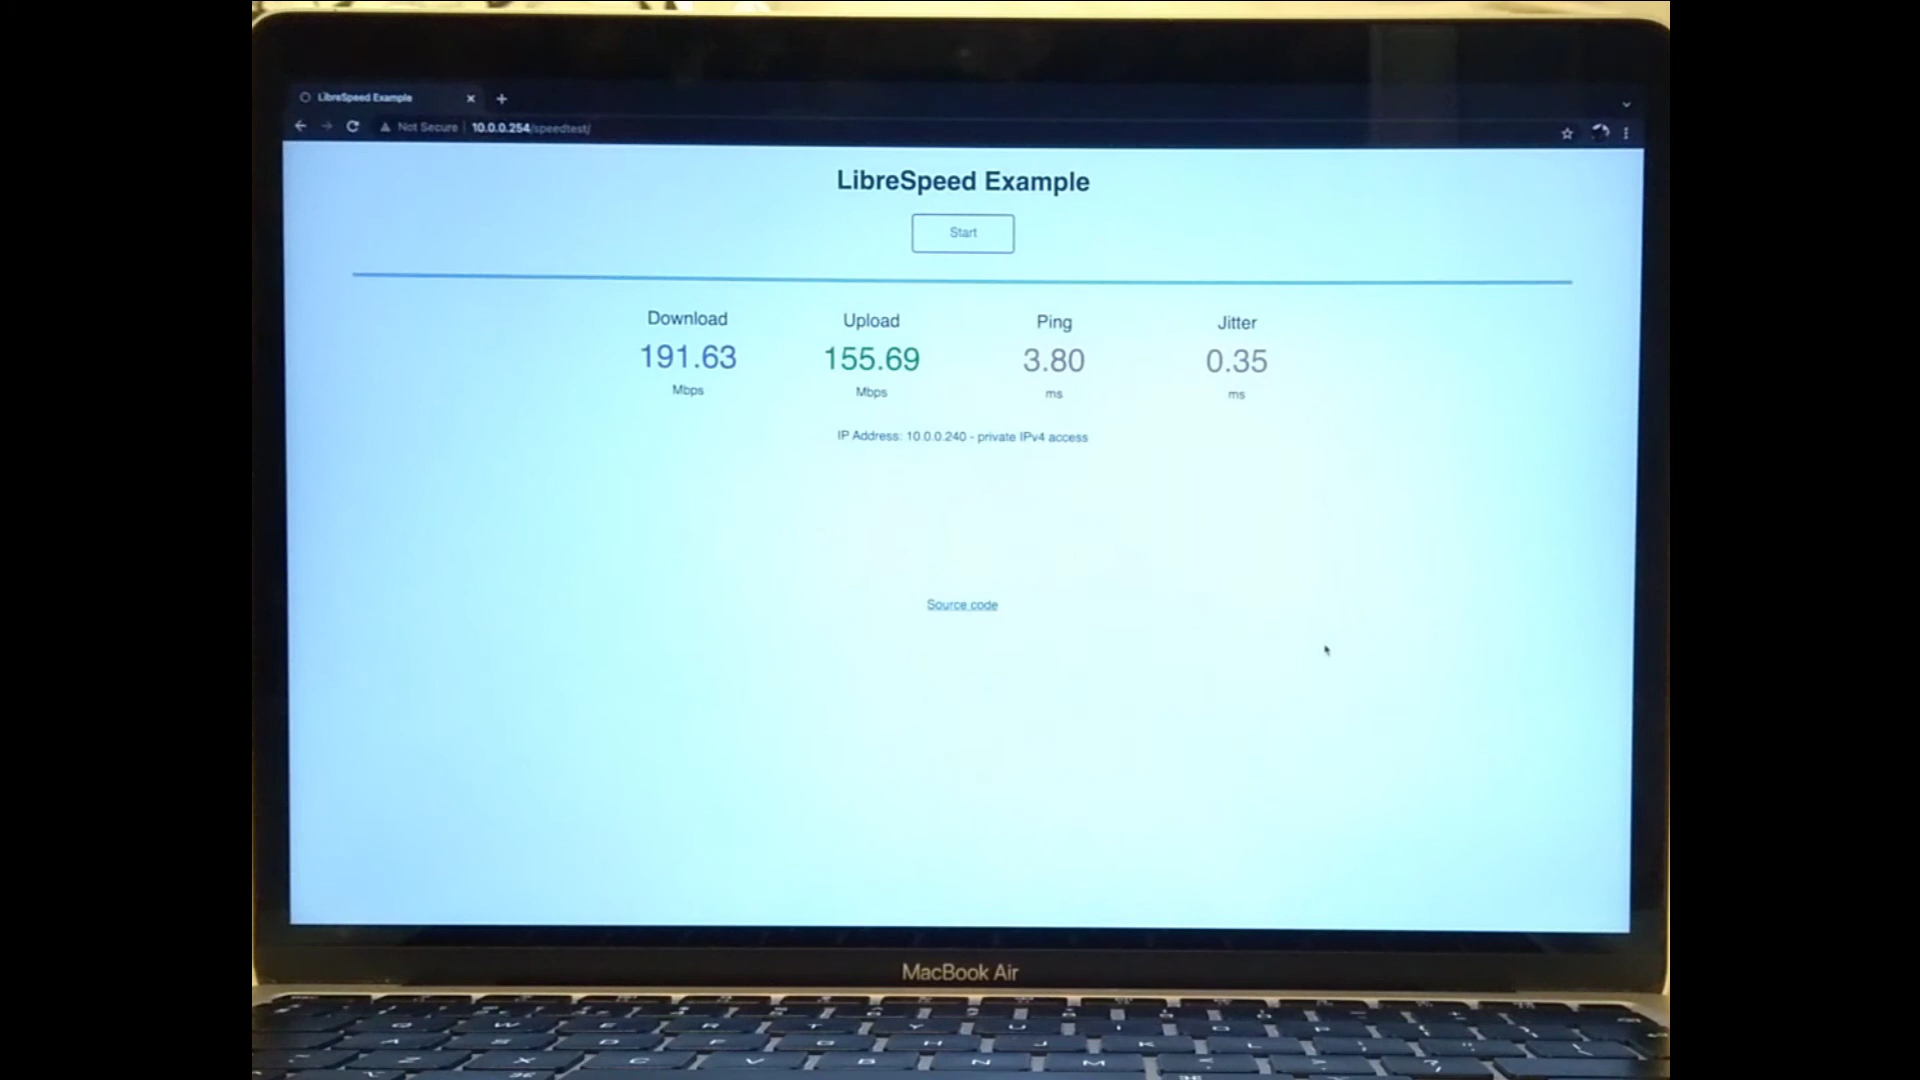 LibreSpeed Example
Not Secure | 10.0.0.254/speedtest/
LibreSpeed Example
Start
Download Upload Ping Jitter
191.63 155.69 3.80 0.35
Mbps Mbps ms ms
IP Address: 10.0.0.240 - private IPv4 access
Source code
MacBook Air
Q W E R T Y U I O P
A S D F G H J K L
Z X C V B N M